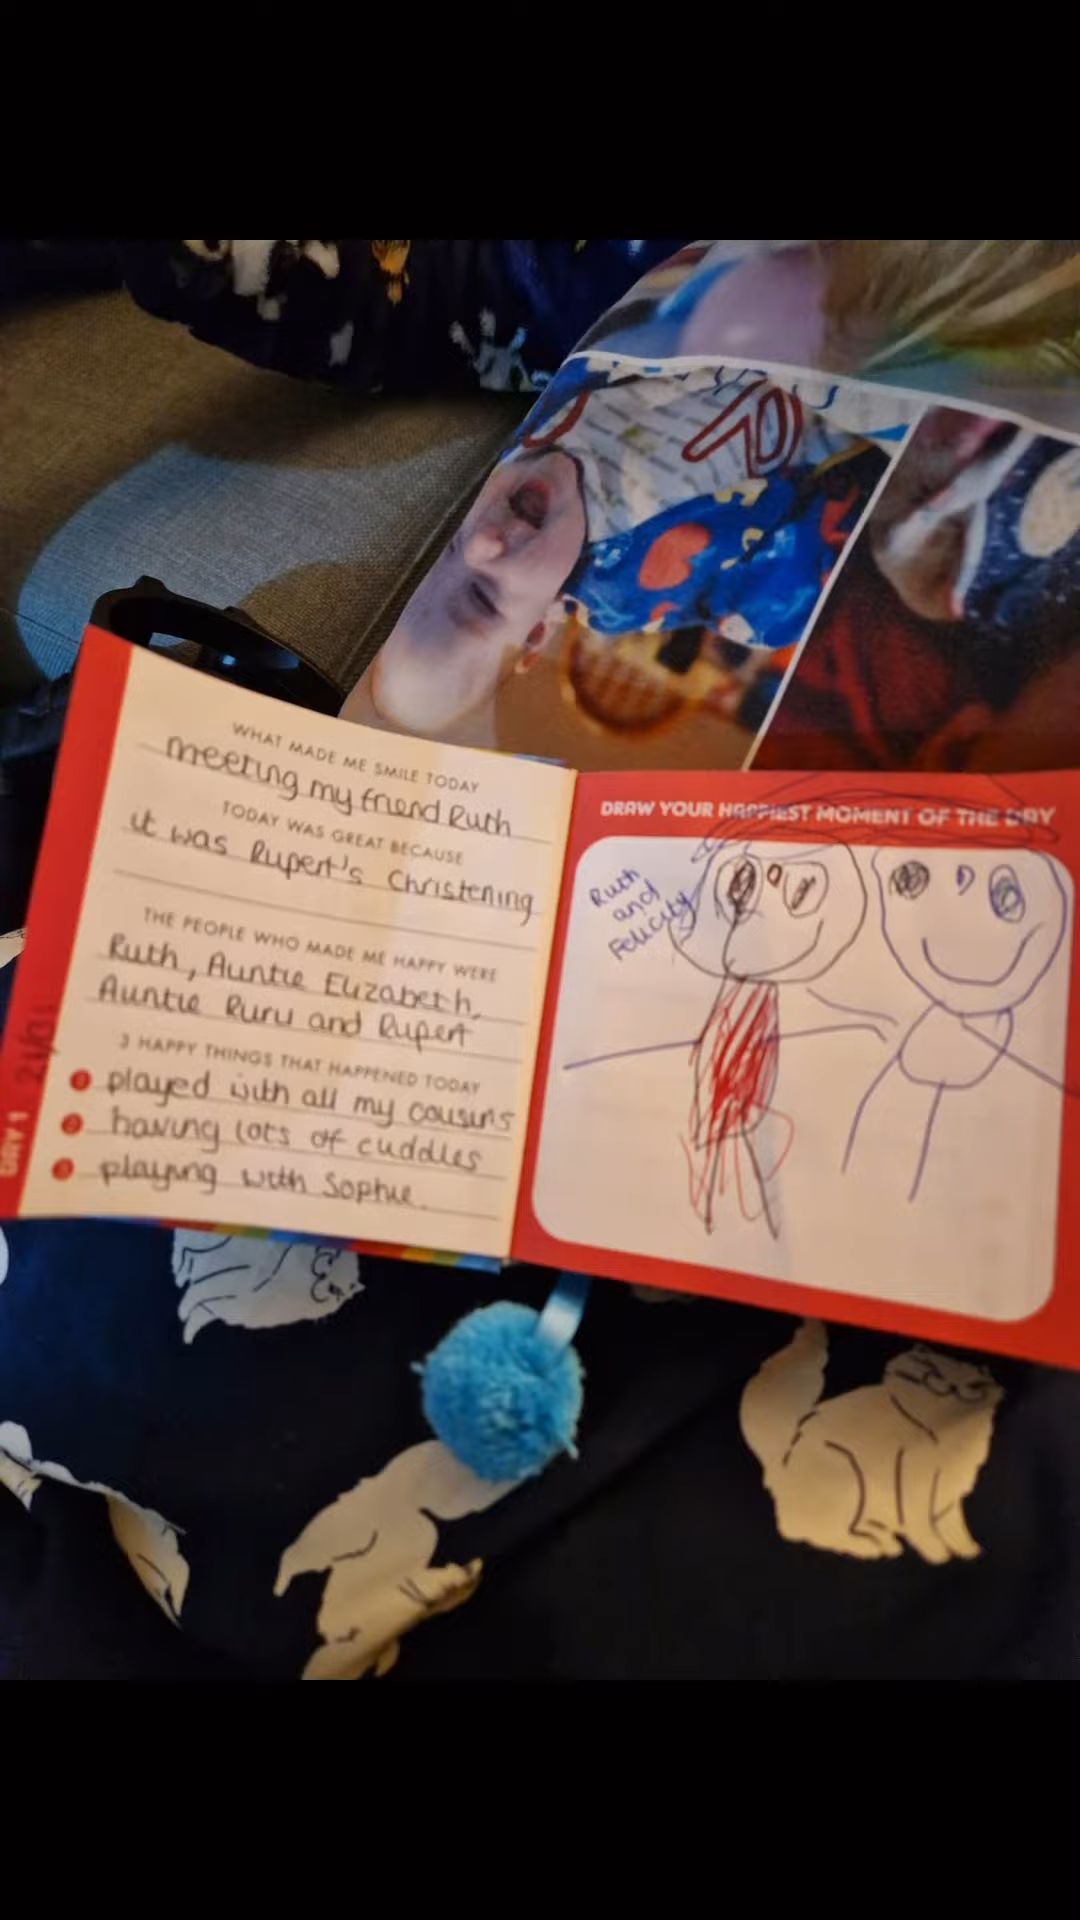 WHAT MADE ME SMILE TODAY
meeting my friend Ruth
TODAY WAS GREAT BECAUSE
it was Rupert's Christening
THE PEOPLE WHO MADE ME HAPPY WERE
Ruth, Auntie Elizabeth,
Auntie Ruru and Rupert
3 HAPPY THINGS THAT HAPPENED TODAY
1 played with all my cousins
2 having lots of cuddles
3 playing with Sophie.
DAY 1
DRAW YOUR HAPPIEST MOMENT OF THE DAY
Ruth
and
Felicity